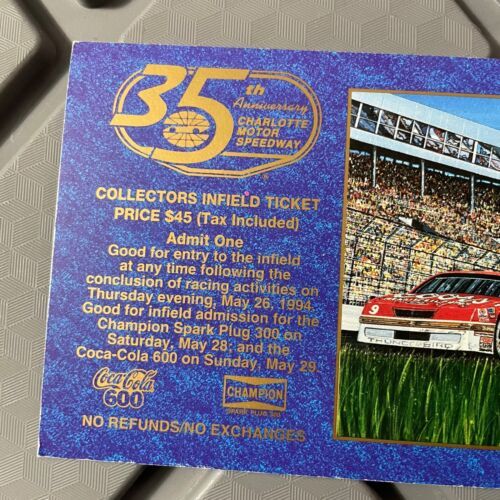 35th
Anniversary
CHARLOTTE
MOTOR
SPEEDWAY
COLLECTORS INFIELD TICKET
PRICE $45 (Tax Included)
Admit One
Good for entry to the infield
at any time following the
conclusion of racing activities on
Thursday evening, May 26, 1994.
Good for infield admission for the
Champion Spark Plug 300 on
Saturday, May 28; and the
Coca-Cola 600 on Sunday, May 29.
Coca-Cola
600
CHAMPION
SPARK PLUG 300
NO REFUNDS/NO EXCHANGES
9
THUNDERBIRD